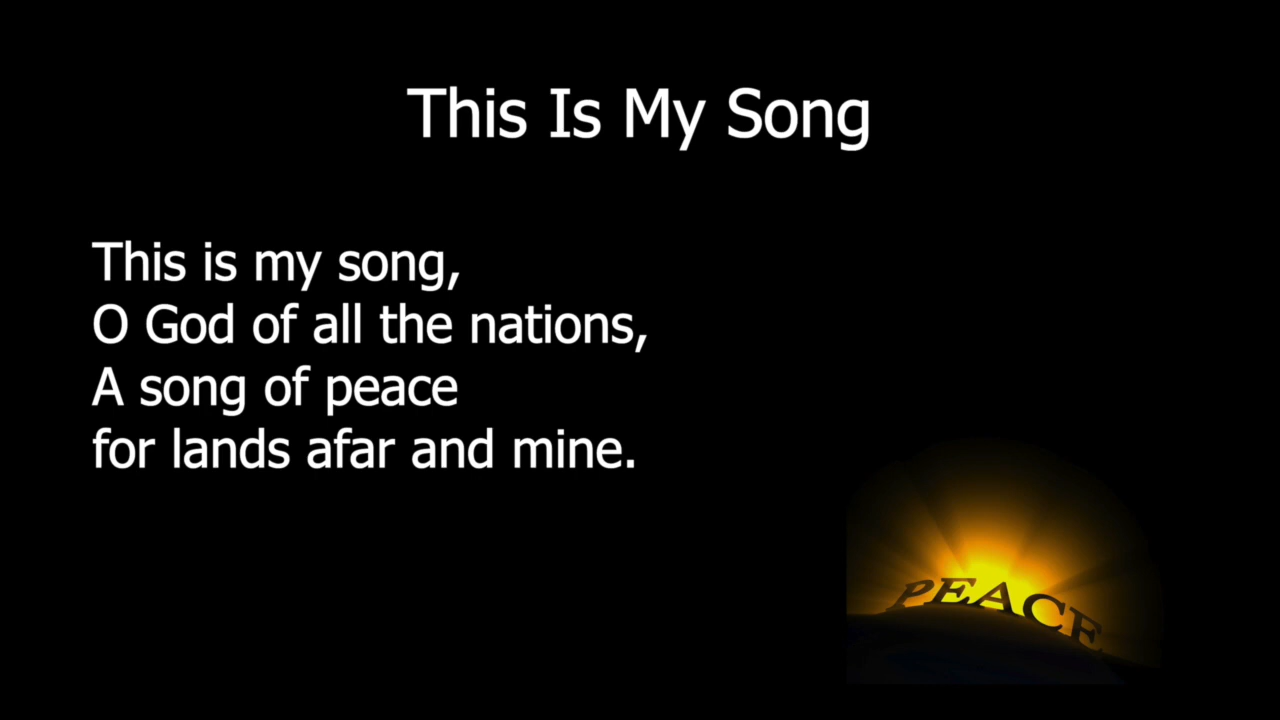 This Is My Song
This is my song,
O God of all the nations,
A song of peace
for lands afar and mine.
PEACE